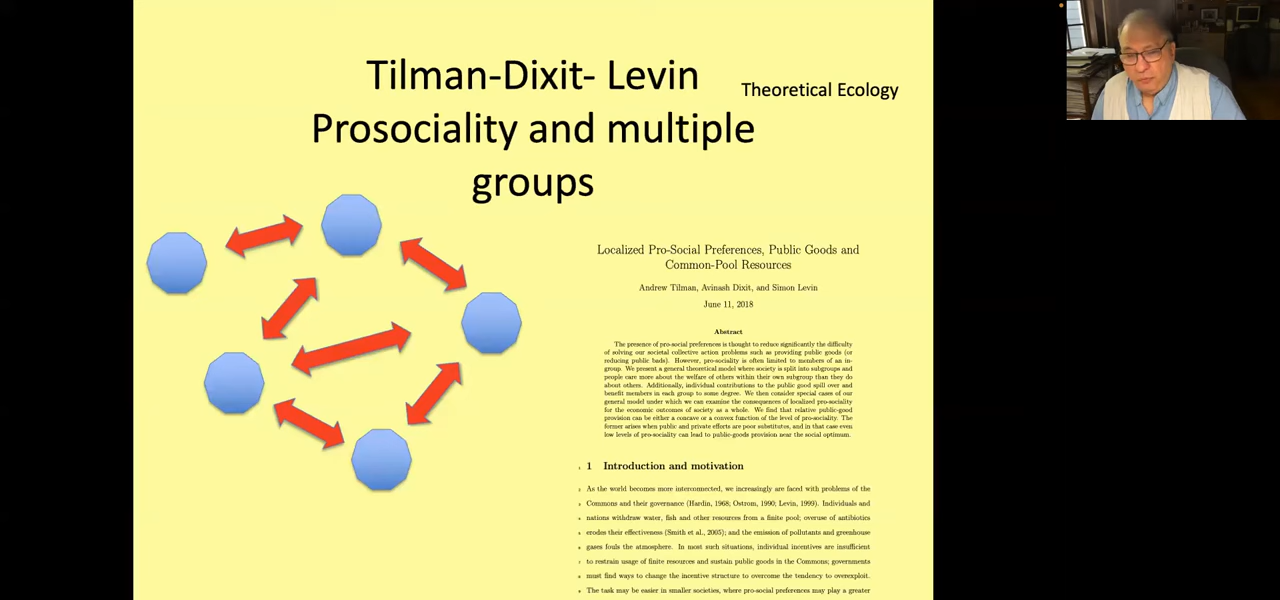 Tilman-Dixit- Levin
Prosociality and multiple
groups
Theoretical Ecology
Localized Pro-Social Preferences, Public Goods and
Common-Pool Resources
Andrew Tilman, Avinash Dixit, and Simon Levin
June 11, 2018
Abstract
The presence of pro-social preferences is thought to reduce significantly the difficulty
of solving our societal collective action problems such as providing public goods (or
reducing public bads). However, pro-sociality is often limited to members of an in-
group. We present a general theoretical model where society is split into subgroups and
people care more about the welfare of others within their own subgroup than they do
about others. Additionally, individual contributions to the public good spill over and
benefit members in each group to some degree. We then consider special cases of our
general model under which we can examine the consequences of localized pro-sociality
for the economic outcomes of society as a whole. We find that relative public-good
provision can be either a concave or a convex function of the level of pro-sociality. The
former arises when public and private efforts are poor substitutes, and in that case even
low levels of pro-sociality can lead to public-goods provision near the social optimum.
1 1 Introduction and motivation
2 As the world becomes more interconnected, we increasingly are faced with problems of the
3 Commons and their governance (Hardin, 1968; Ostrom, 1990; Levin, 1999). Individuals and
4 nations withdraw water, fish and other resources from a finite pool; overuse of antibiotics
5 erodes their effectiveness (Smith et al., 2005); and the emission of pollutants and greenhouse
6 gases fouls the atmosphere. In most such situations, individual incentives are insufficient
7 to restrain usage of finite resources and sustain public goods in the Commons; governments
8 must find ways to change the incentive structure to overcome the tendency to overexploit.
9 The task may be easier in smaller societies, where pro-social preferences may play a greater